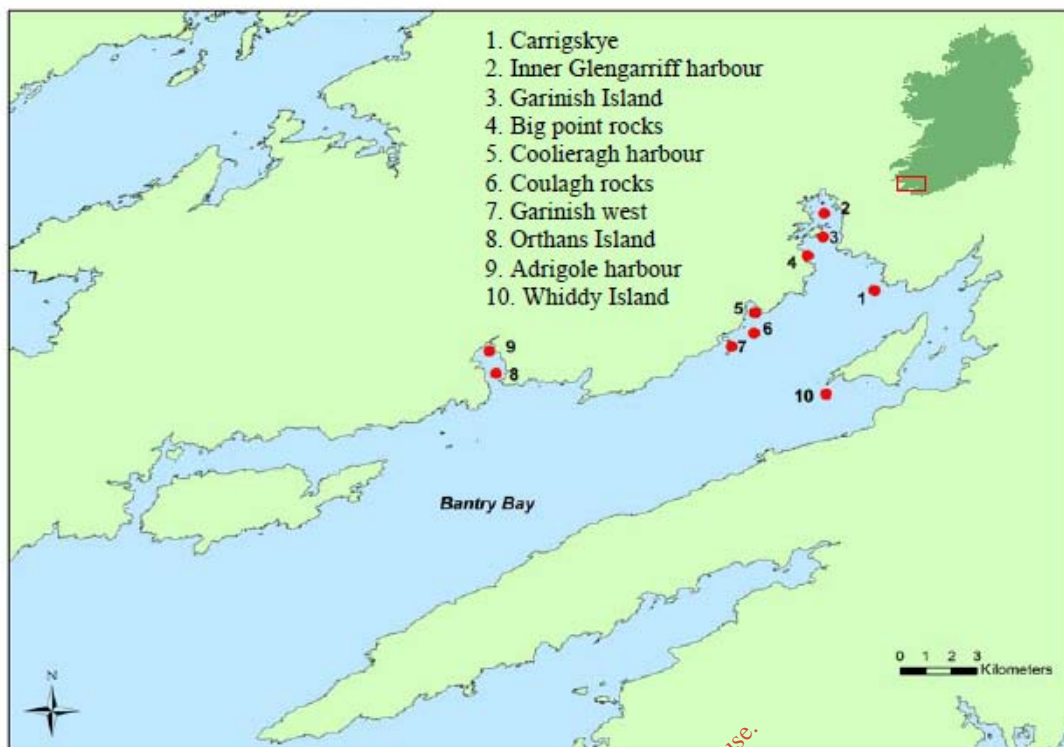 1. Carrigskye
2. Inner Glengarriff harbour
3. Garinish Island
4. Big point rocks
5. Coolieragh harbour
6. Coulagh rocks
7. Garinish west
8. Orthans Island
9. Adrigole harbour
10. Whiddy Island
2
3
4
1
5
6
7
9
8
10
Bantry Bay
0 1 2 3
Kilometers
N
use.